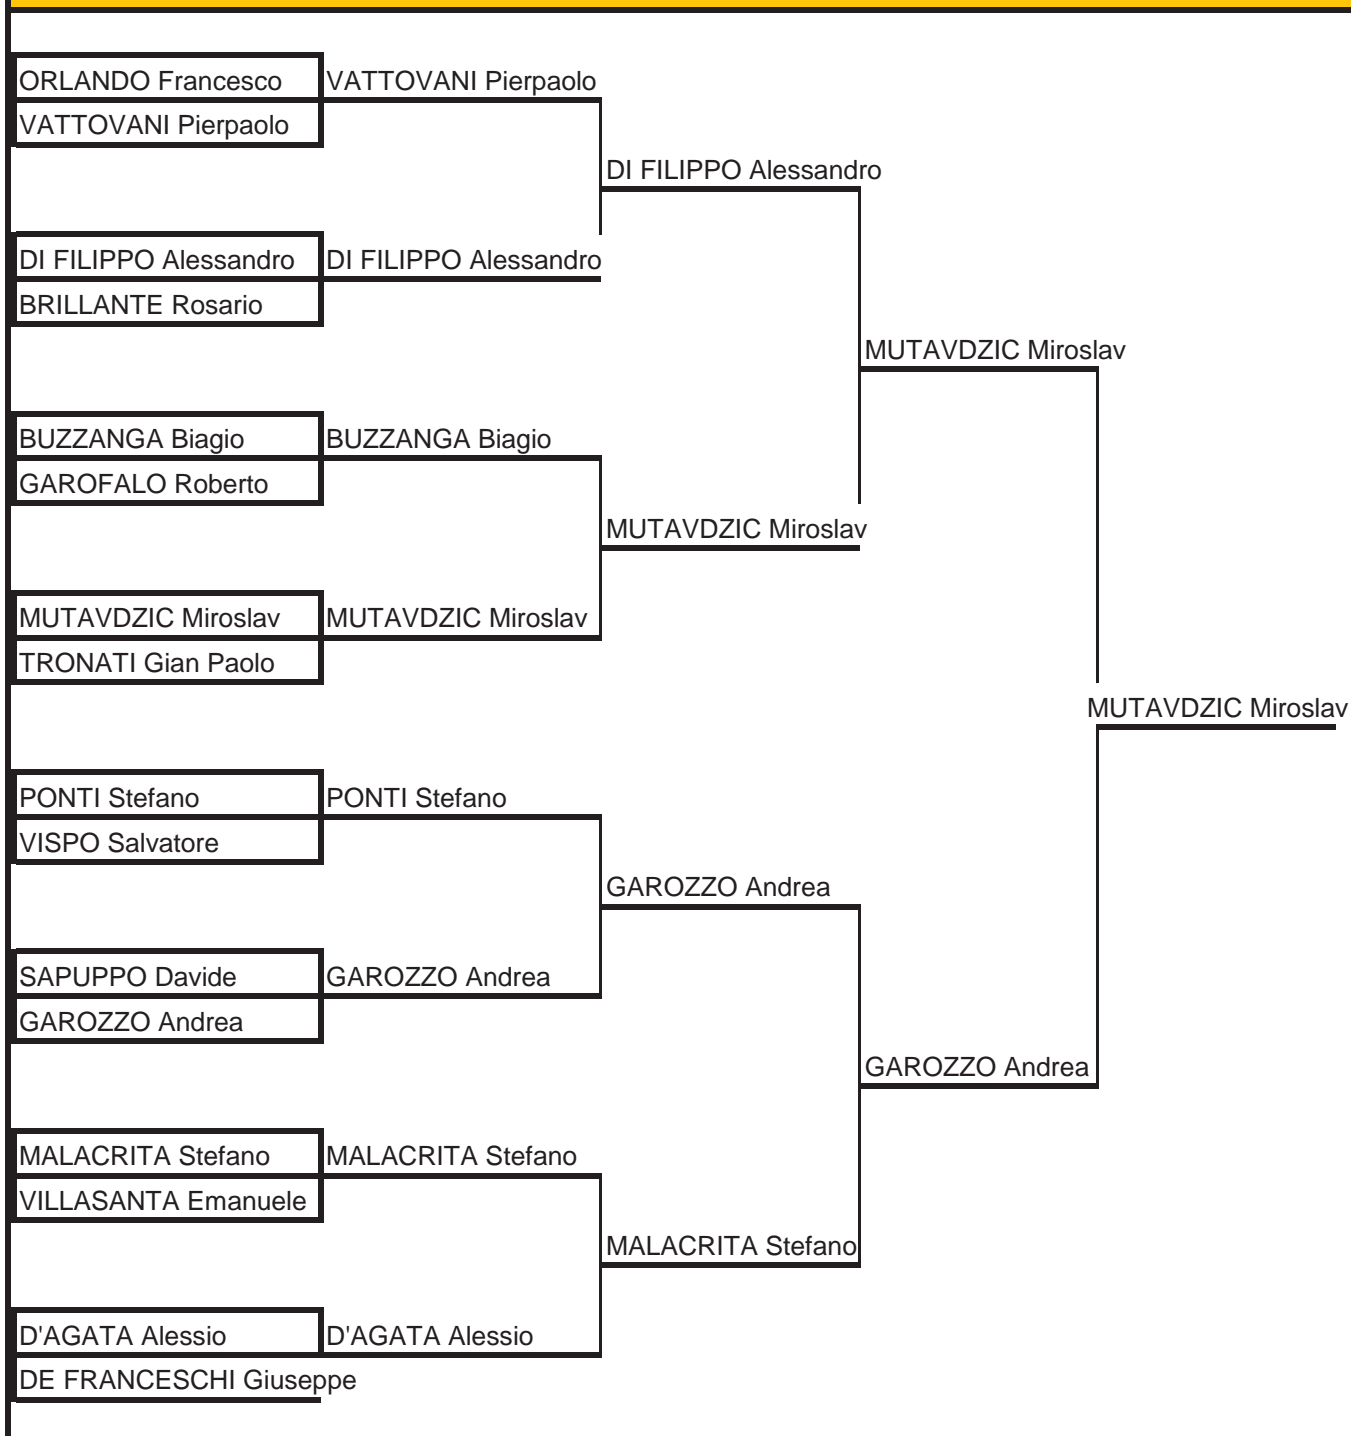 ORLANDO Francesco
VATTOVANI Pierpaolo
VATTOVANI Pierpaolo
DI FILIPPO Alessandro
DI FILIPPO Alessandro
DI FILIPPO Alessandro
BRILLANTE Rosario
MUTAVDZIC Miroslav
BUZZANGA Biagio
BUZZANGA Biagio
GAROFALO Roberto
MUTAVDZIC Miroslav
MUTAVDZIC Miroslav
MUTAVDZIC Miroslav
TRONATI Gian Paolo
MUTAVDZIC Miroslav
PONTI Stefano
PONTI Stefano
VISPO Salvatore
GAROZZO Andrea
SAPUPPO Davide
GAROZZO Andrea
GAROZZO Andrea
GAROZZO Andrea
MALACRITA Stefano
MALACRITA Stefano
VILLASANTA Emanuele
MALACRITA Stefano
D'AGATA Alessio
D'AGATA Alessio
DE FRANCESCHI Giuseppe